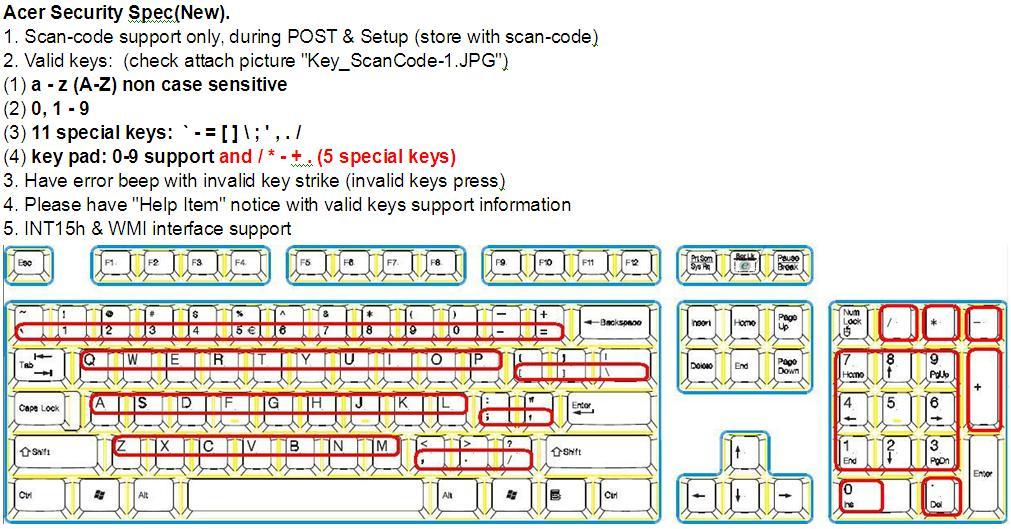 Acer Security Spec(New).
1. Scan-code support only, during POST & Setup (store with scan-code)
2. Valid keys:  (check attach picture "Key_ScanCode-1.JPG")
(1) a - z (A-Z) non case sensitive
(2) 0, 1 - 9
(3) 11 special keys:  ` - = [ ] \ ; ' , . /
(4) key pad: 0-9 support and / * - + . (5 special keys)
3. Have error beep with invalid key strike (invalid keys press)
4. Please have "Help Item" notice with valid keys support information
5. INT15h & WMI interface support
Esc F1 F2 F3 F4 F5 F6 F7 F8 F9 F10 F11 F12 Prt Scrn Sys Rq Scr Lk Pause Break
~ ! @ # $ % ^ & * ( ) — +
` 1 2 3 4 5 € 6 7 8 9 0 - = Backspace Insert Home Page Up Num Lock / * -
Tab Q W E R T Y U I O P [ ] \ Delete End Page Down 7 Home 8 9 PgUp +
Caps Lock A S D F G H J K L : ; " ' Enter 4 5 6
Shift Z X C V B N M < , > . ? / Shift 1 End 2 3 PgDn Enter
Ctrl Alt Alt Ctrl 0 Ins . Del